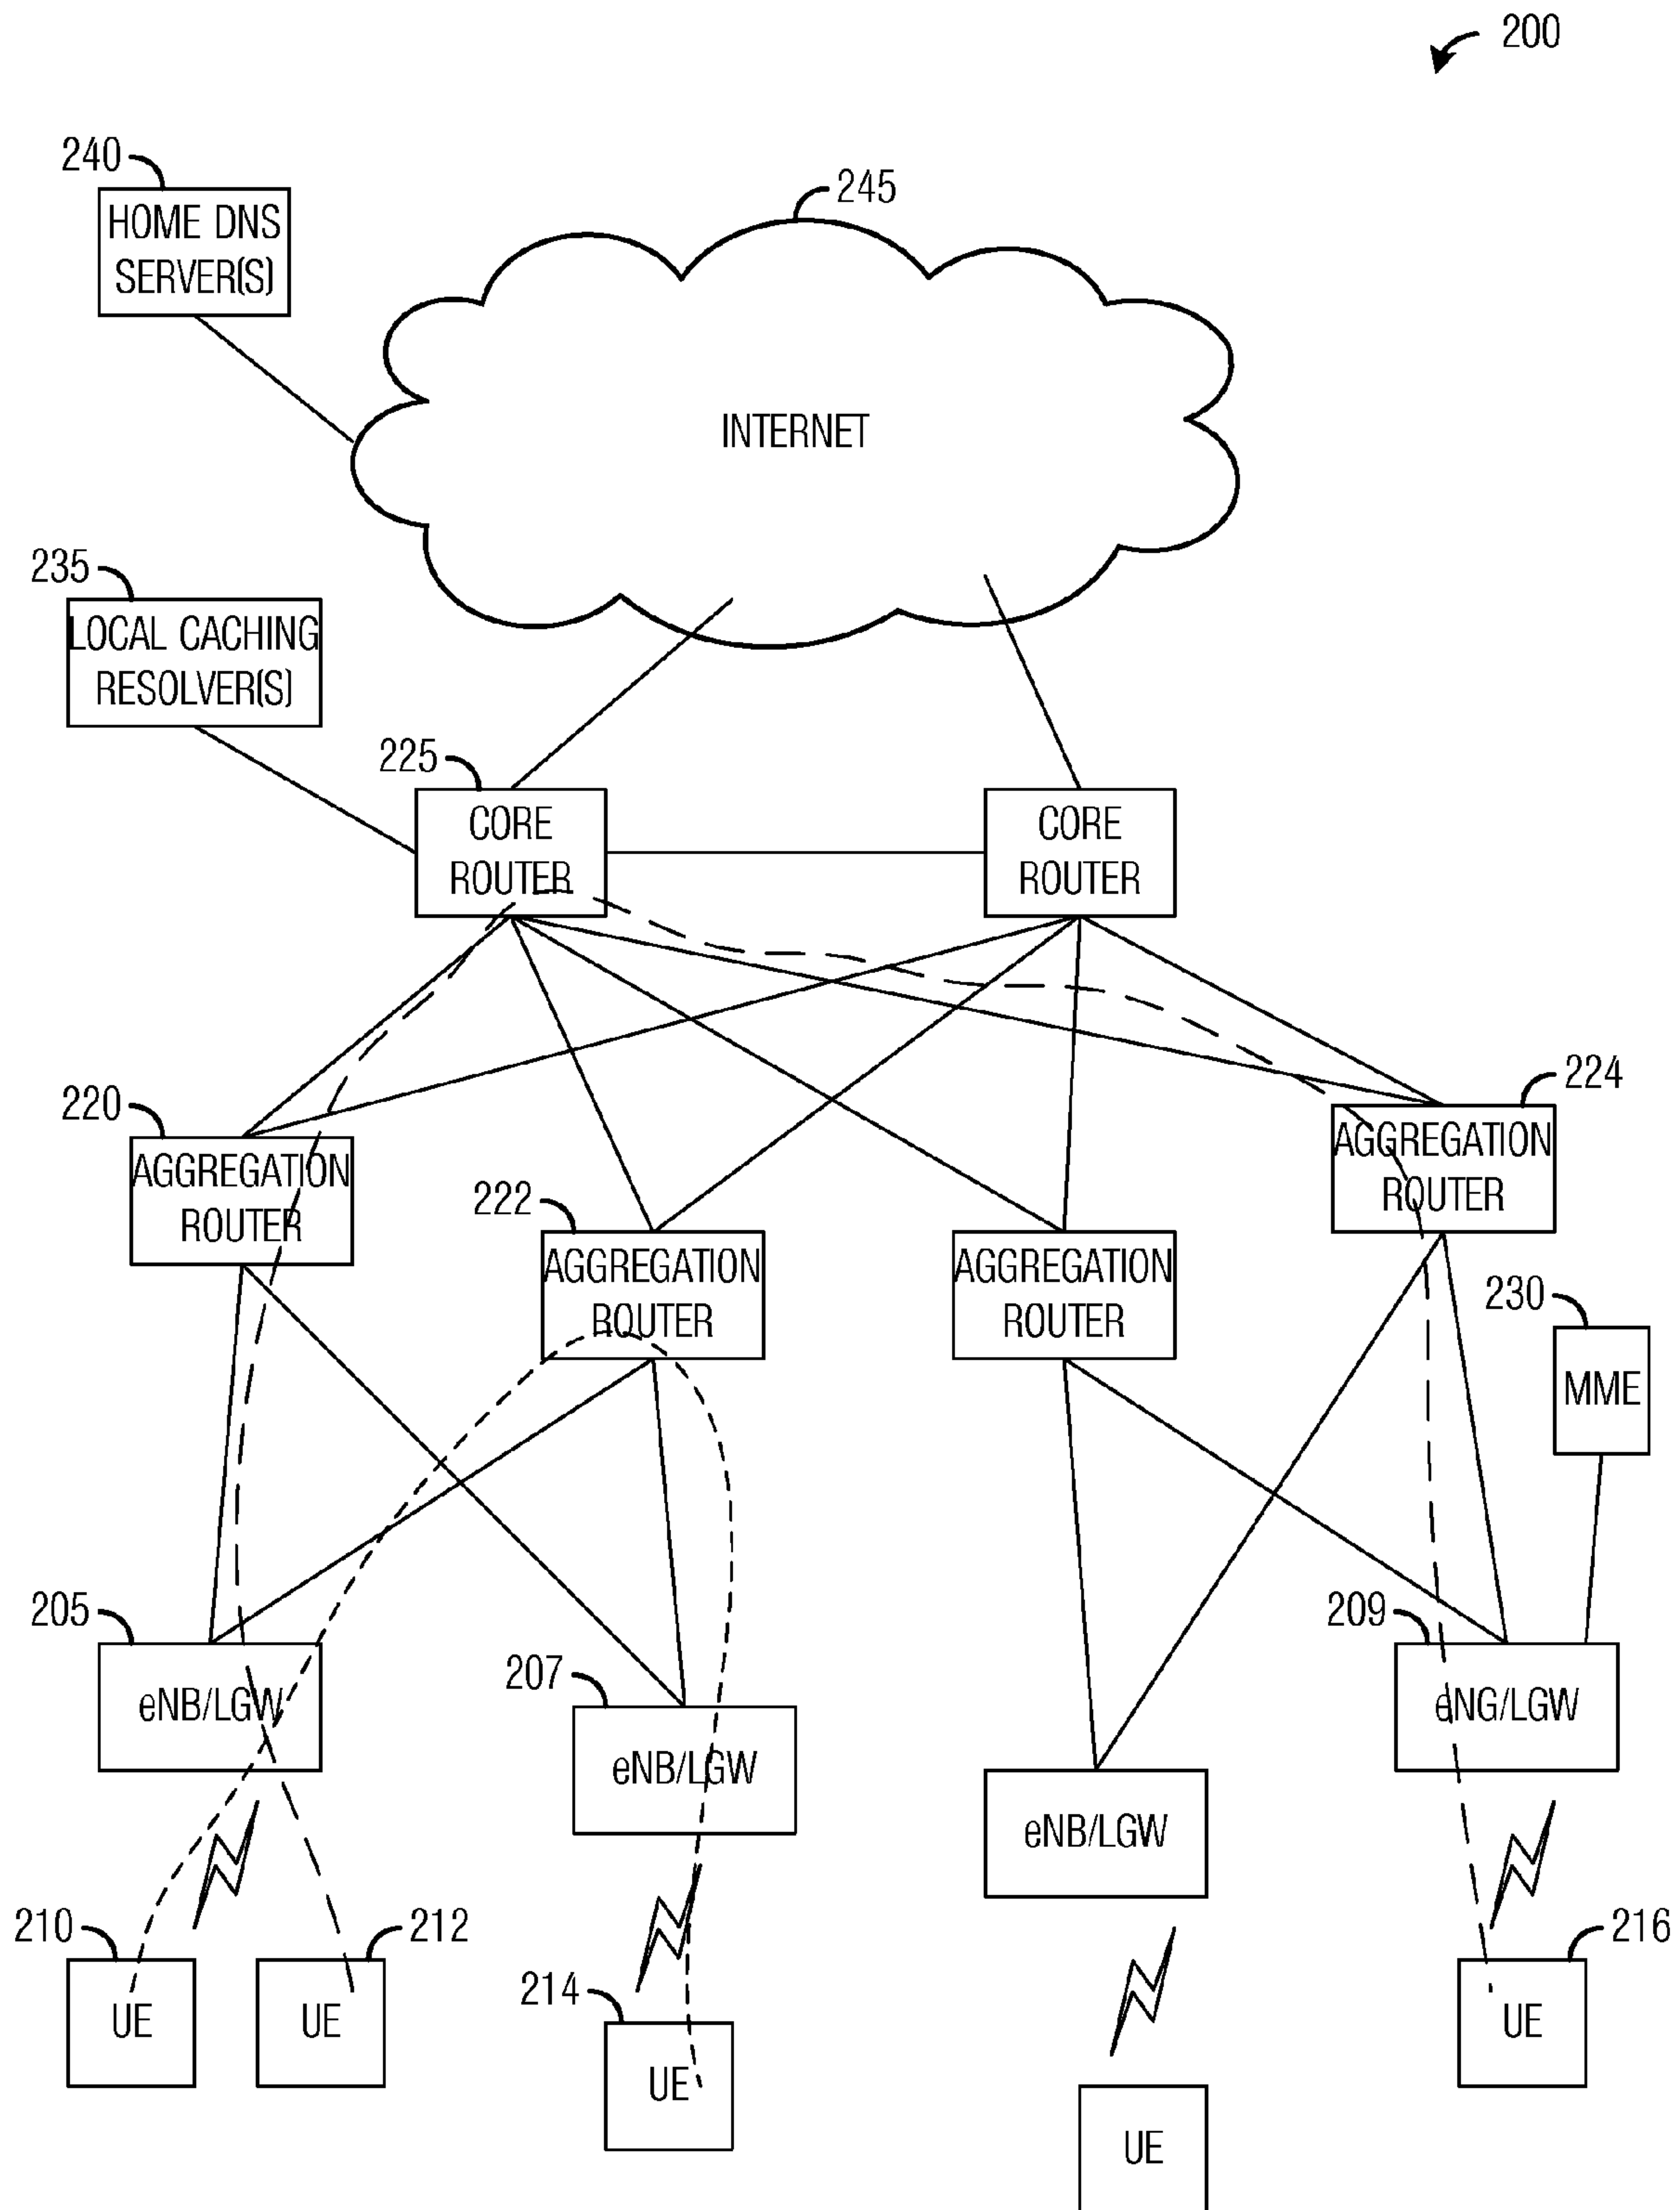 200
240
HOME DNS
SERVER(S)
245
INTERNET
235
LOCAL CACHING
RESOLVER(S)
225
CORE
ROUTER
CORE
ROUTER
220
AGGREGATION
ROUTER
222
AGGREGATION
ROUTER
AGGREGATION
ROUTER
224
AGGREGATION
ROUTER
230
MME
205
eNB/LGW
207
eNB/LGW
eNB/LGW
209
eNG/LGW
210
UE
212
UE
214
UE
UE
216
UE